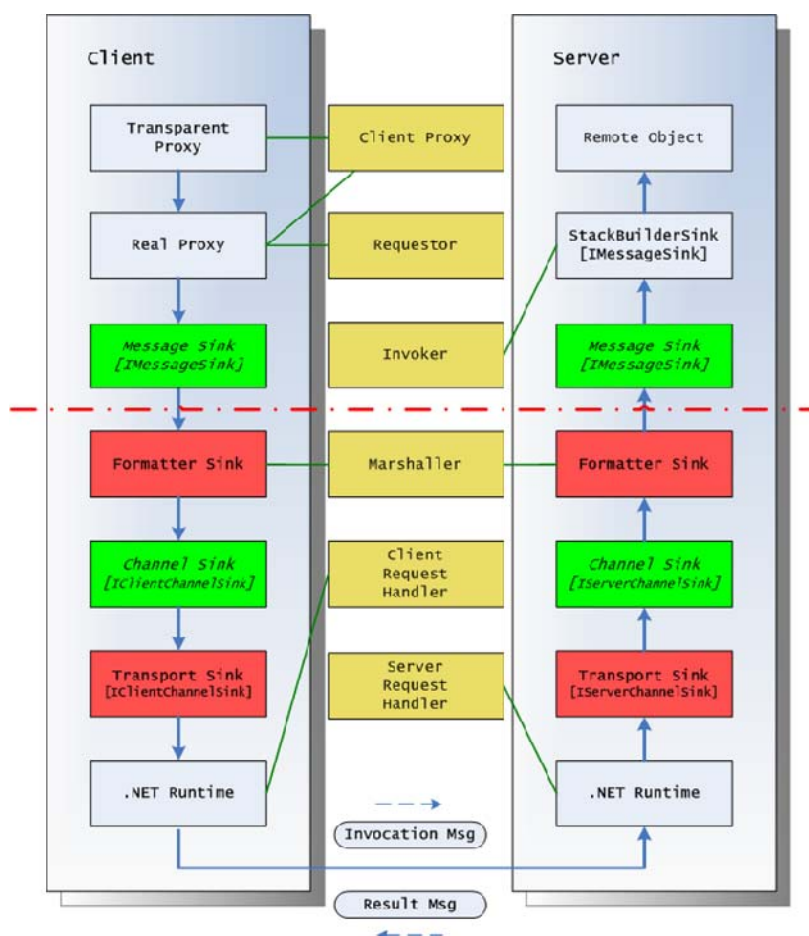 Client
Transparent
Proxy
Real Proxy
Message Sink
[IMessageSink]
Formatter Sink
Channel Sink
[IClientChannelSink]
Transport Sink
[IClientChannelSink]
.NET Runtime
Client Proxy
Requestor
Invoker
Marshaller
Client
Request
Handler
Server
Request
Handler
Invocation Msg
Result Msg
Server
Remote Object
StackBuilderSink
[IMessageSink]
Message Sink
[IMessageSink]
Formatter Sink
Channel Sink
[IServerChannelSink]
Transport Sink
[IServerChannelSink]
.NET Runtime